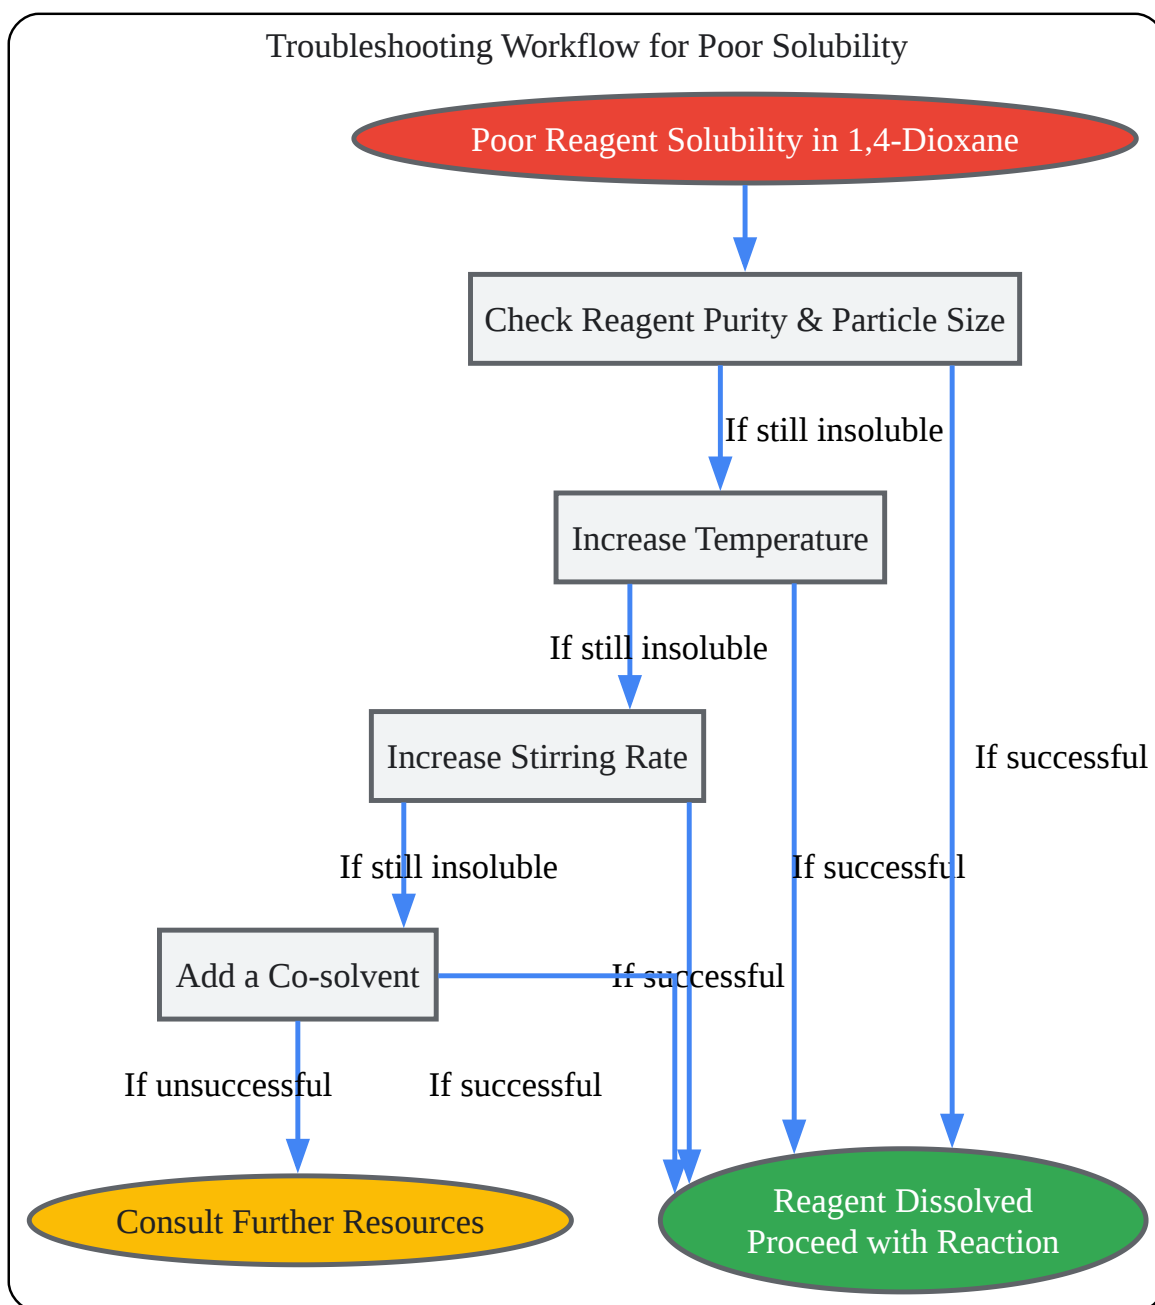 Troubleshooting Workflow for Poor Solubility
Poor Reagent Solubility in 1,4-Dioxane
Check Reagent Purity & Particle Size
If still insoluble
Increase Temperature
If still insoluble
Increase Stirring Rate
If successful
If still insoluble
If successful
Add a Co-solvent
If successful
If unsuccessful
If successful
Consult Further Resources
Reagent Dissolved
Proceed with Reaction